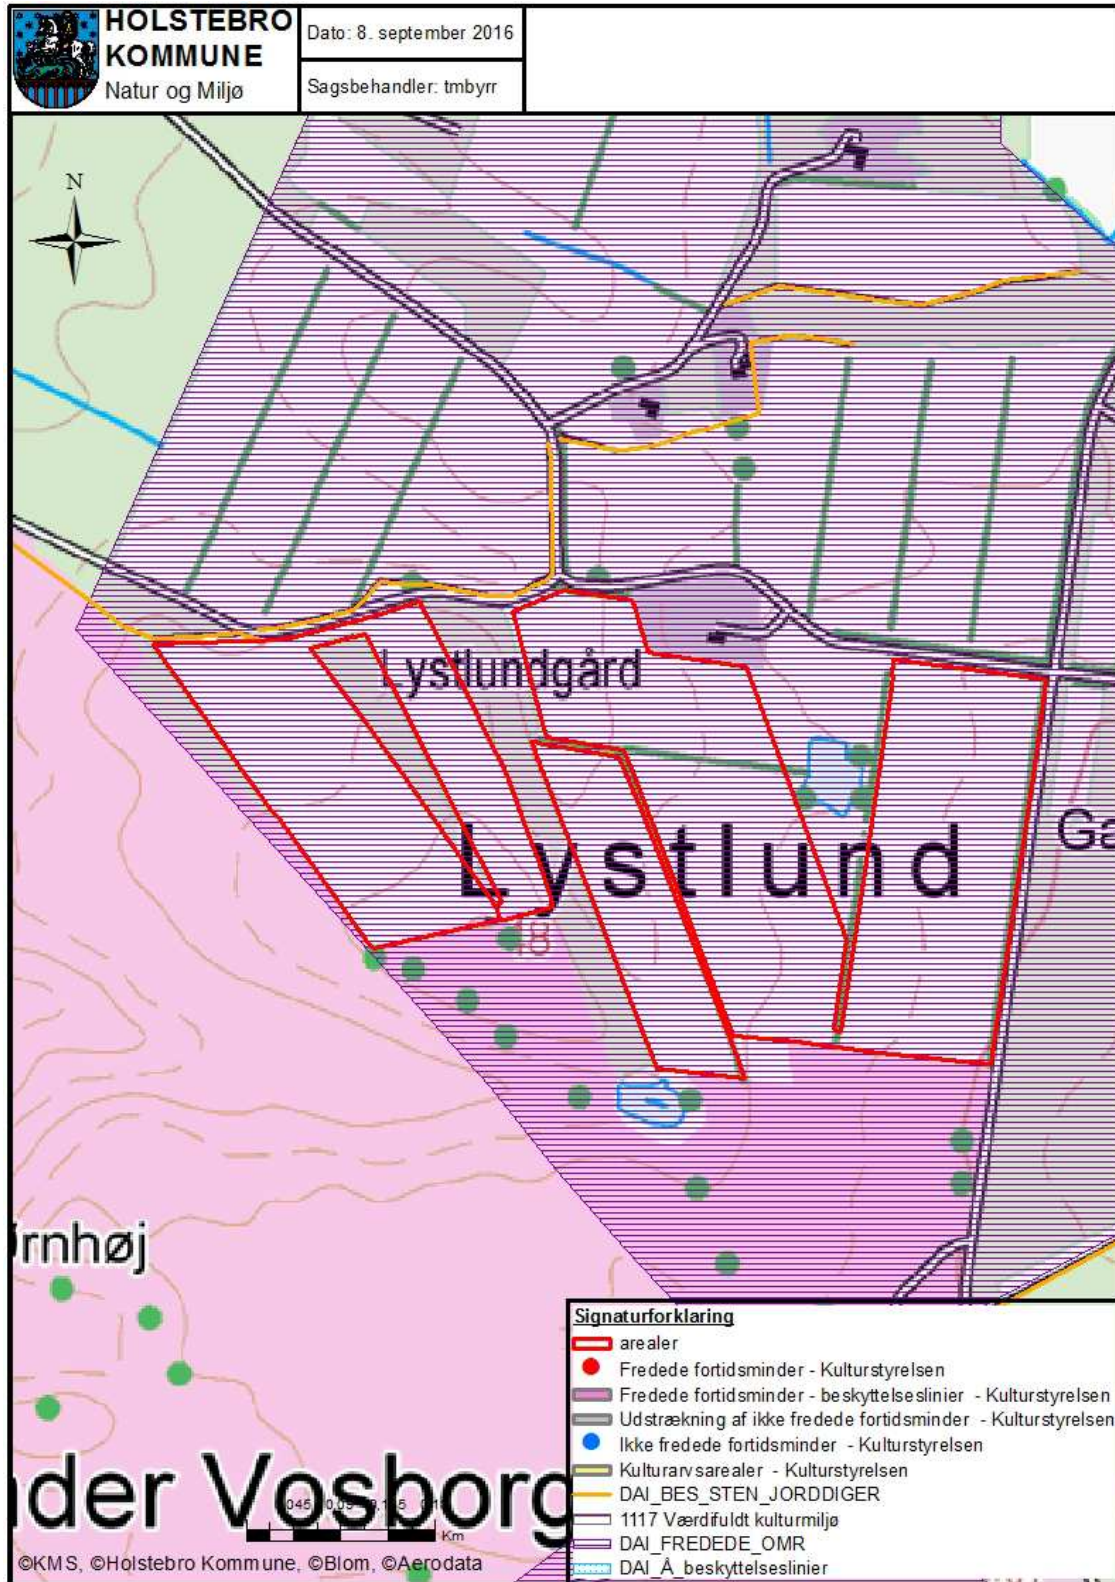 HOLSTEBRO
KOMMUNE
Natur og Miljø
Dato: 8. september 2016
Sagsbehandler: tmbyrr
N
Lystlundgård
Lystlund
48
rnhøj
der Vosborg
Km
©KMS, ©Holstebro Kommune, ©Blom, ©Aerodata
Signaturforklaring
arealer
Fredede fortidsminder - Kulturstyrelsen
Fredede fortidsminder - beskyttelseslinier - Kulturstyrelsen
Udstrækning af ikke fredede fortidsminder - Kulturstyrelsen
Ikke fredede fortidsminder - Kulturstyrelsen
Kulturarvsarealer - Kulturstyrelsen
DAI_BES_STEN_JORDDIGER
1117 Værdifuldt kulturmiljø
DAI_FREDEDE_OMR
DAI_Å_beskyttelseslinier